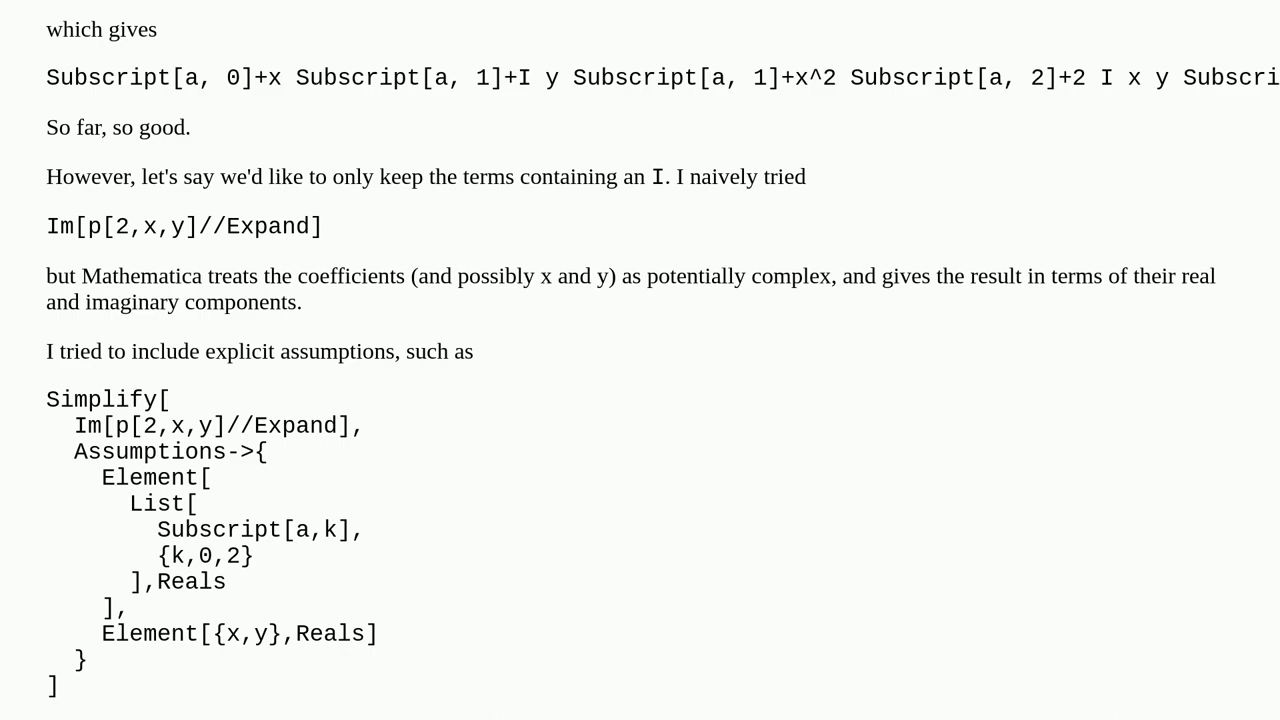 which gives
Subscript[a, 0]+x Subscript[a, 1]+I y Subscript[a, 1]+x^2 Subscript[a, 2]+2 I x y Subscri
So far, so good.
However, let's say we'd like to only keep the terms containing an I. I naively tried
Im[p[2,x,y]//Expand]
but Mathematica treats the coefficients (and possibly x and y) as potentially complex, and gives the result in terms of their real
and imaginary components.
I tried to include explicit assumptions, such as
Simplify[
  Im[p[2,x,y]//Expand],
  Assumptions->{
    Element[
      List[
        Subscript[a,k],
        {k,0,2}
      ],Reals
    ],
    Element[{x,y},Reals]
  }
]